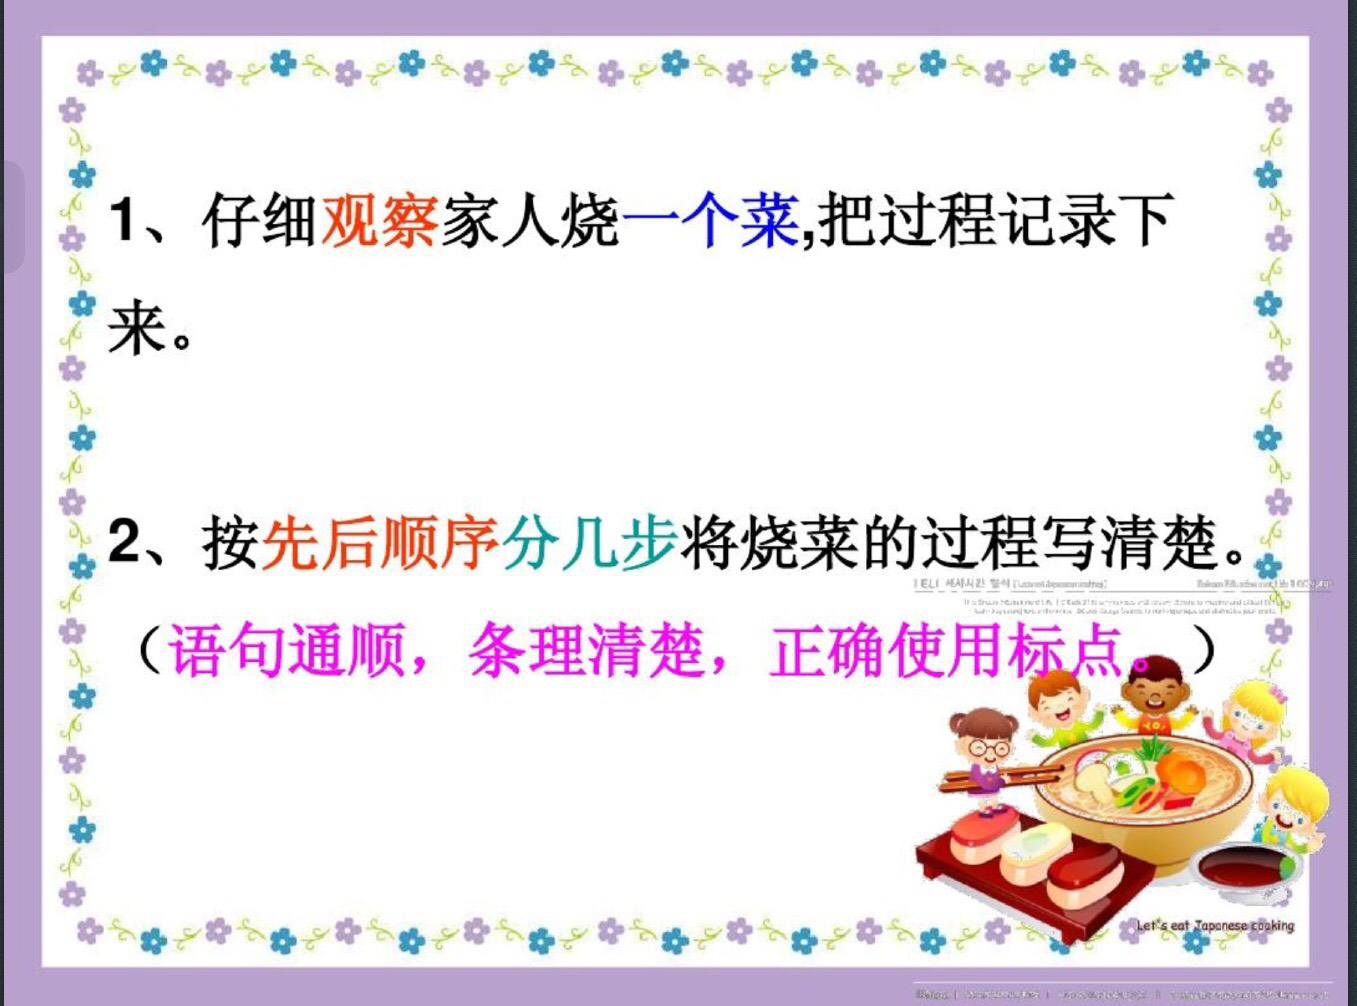 1、仔细观察家人烧一个菜,把过程记录下
来。
2、按先后顺序分几步将烧菜的过程写清楚。
（语句通顺，条理清楚，正确使用标点。）
Let's eat Japanese cooking